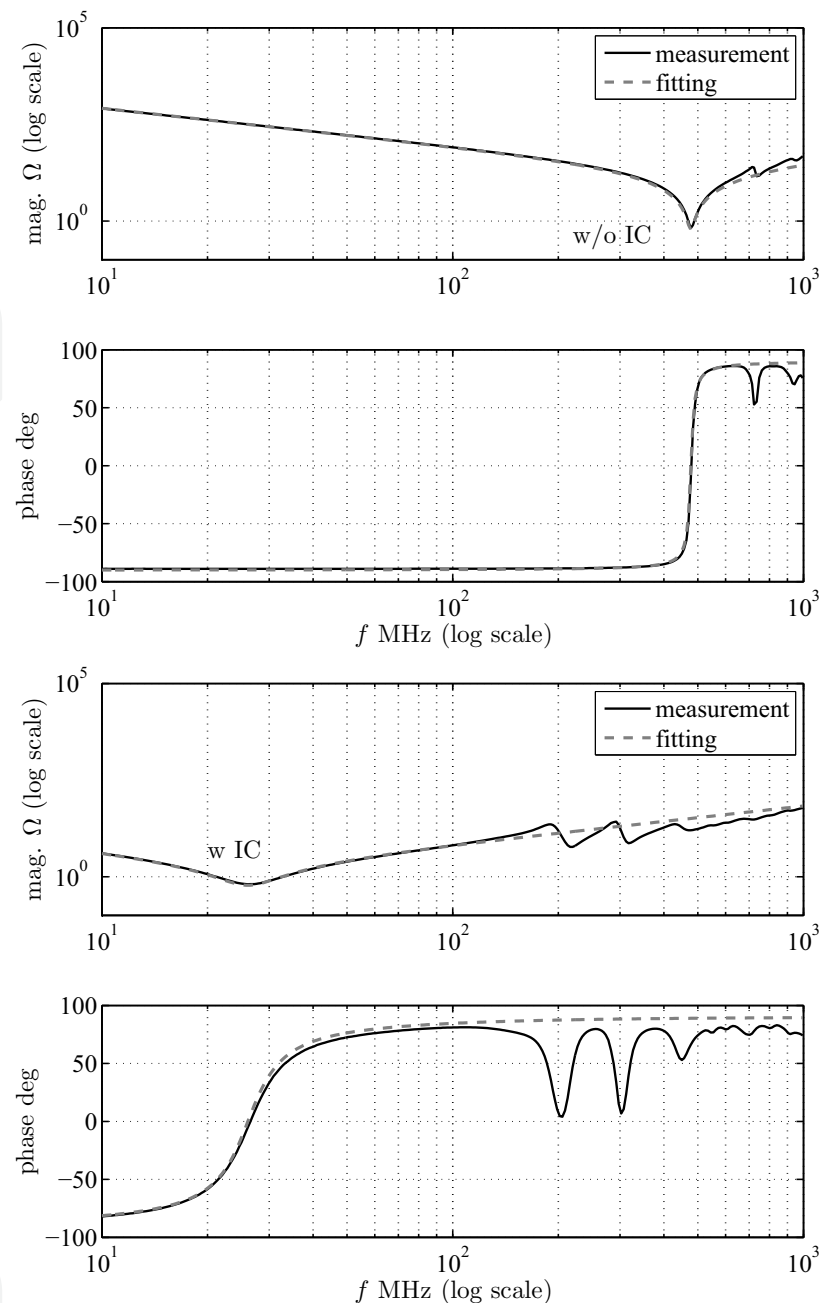 10^5
mag. Ω (log scale)
measurement
fitting
10^0
w/o IC
10^1 10^2 10^3
100
50
0
−50
−100
phase deg
10^1 10^2 10^3
f MHz (log scale)
10^5
mag. Ω (log scale)
measurement
fitting
w IC
10^0
10^1 10^2 10^3
100
50
0
−50
−100
phase deg
10^1 10^2 10^3
f MHz (log scale)